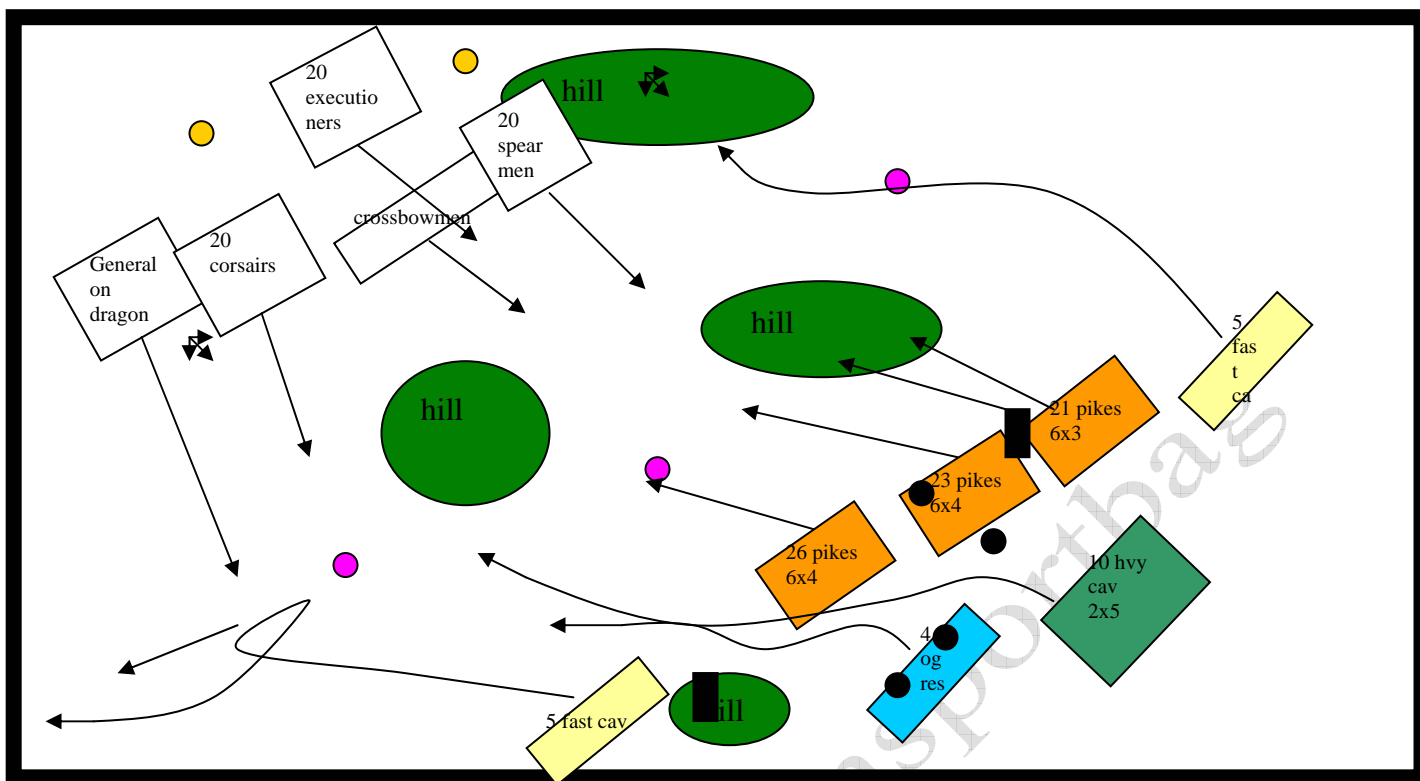 20
executio
ners
hill
20
spear
men
crossbowmen
20
corsairs
General
on
dragon
hill
5
fas
t
ca
hill
21 pikes
6x3
23 pikes
6x4
26 pikes
6x4
10 hvy
cav
2x5
4
og
res
5 fast cav
ill
nsportbag